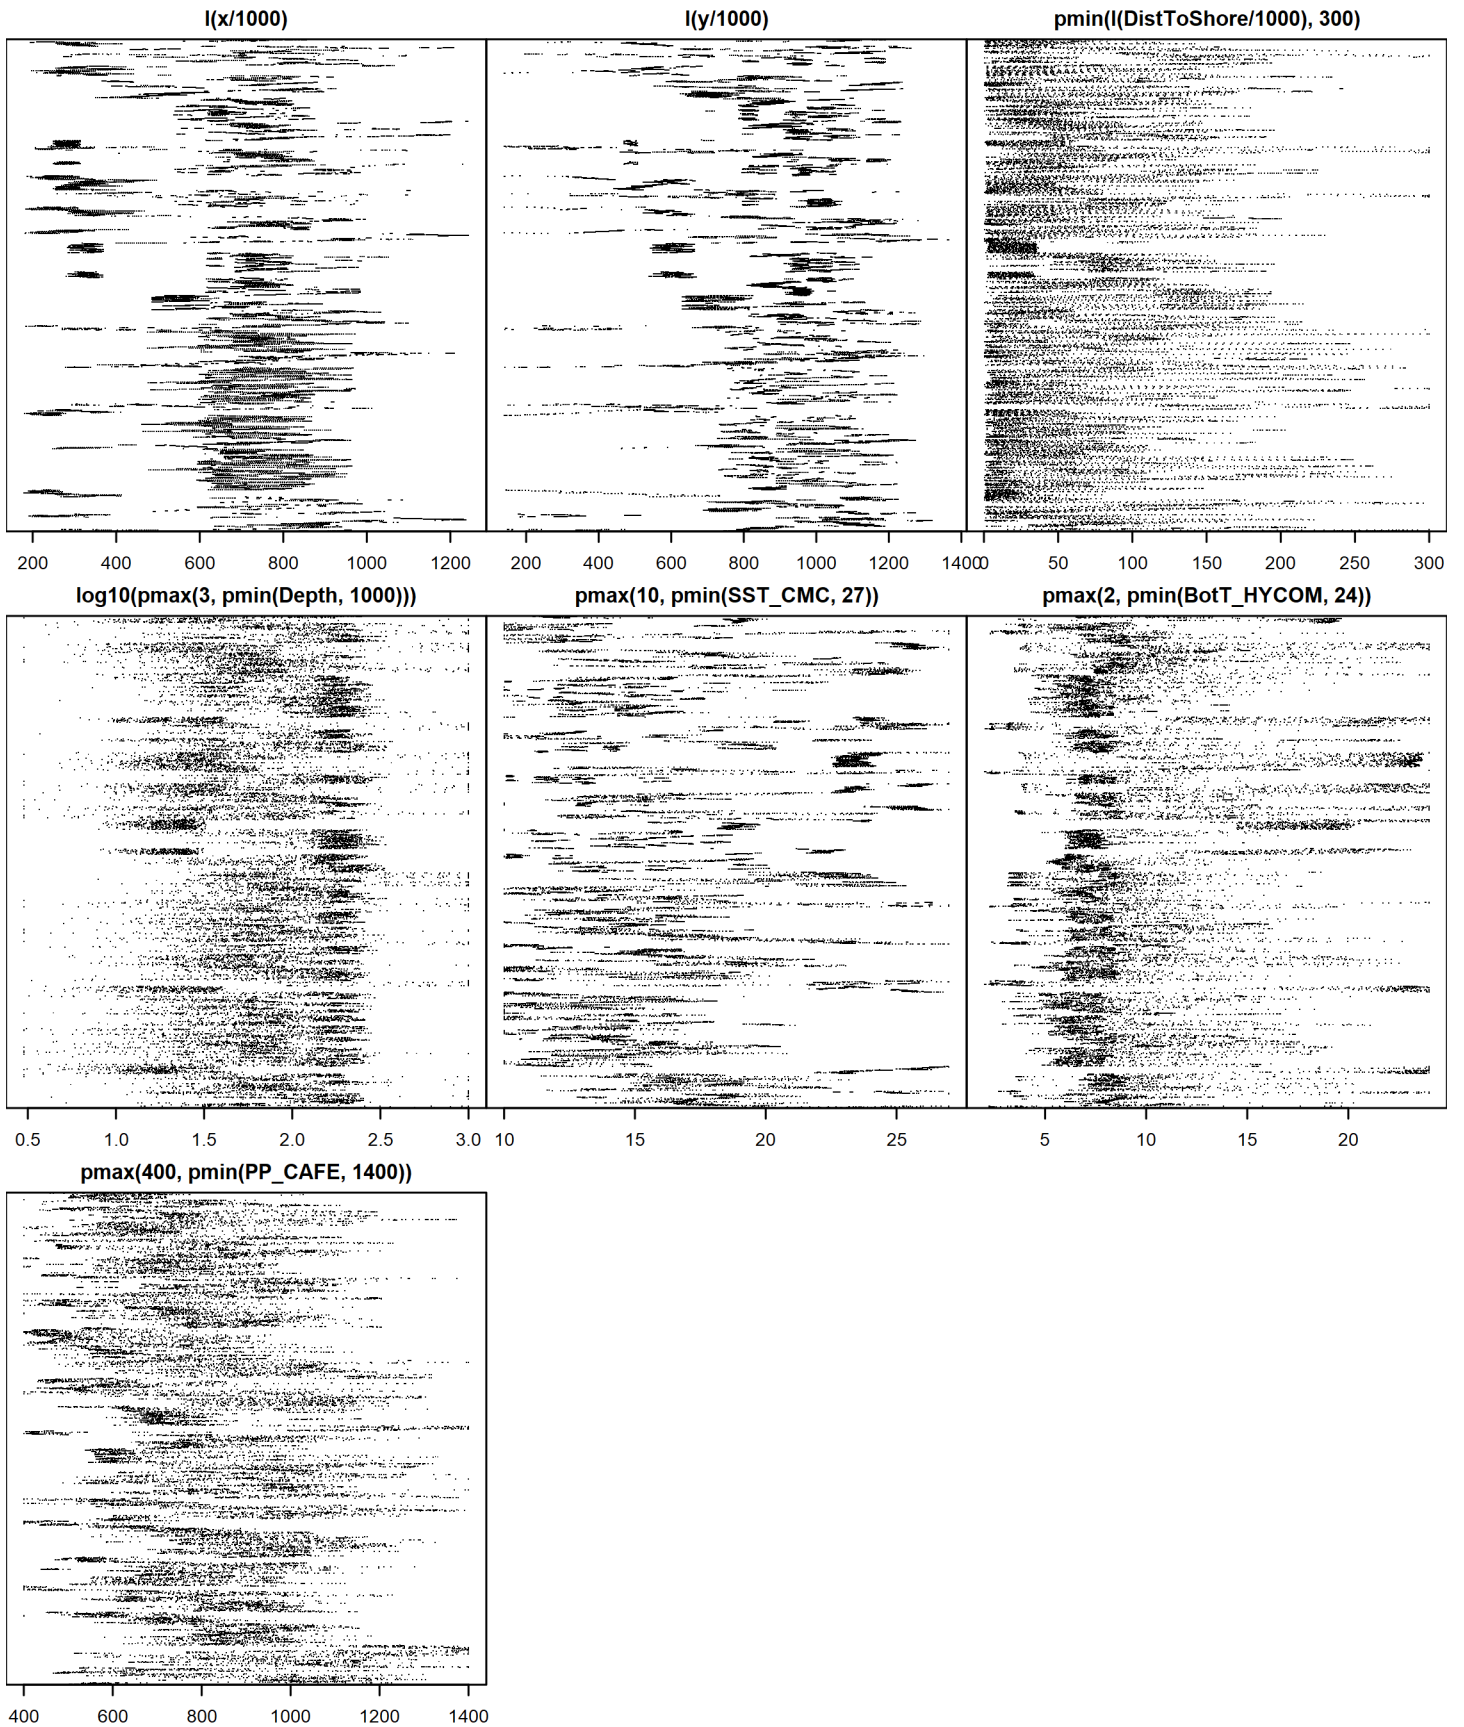 I(x/1000) I(y/1000) pmin(I(DistToShore/1000), 300)
200 400 600 800 1000 1200 200 400 600 800 1000 1200 1400 0 50 100 150 200 250 300
log10(pmax(3, pmin(Depth, 1000))) pmax(10, pmin(SST_CMC, 27)) pmax(2, pmin(BotT_HYCOM, 24))
0.5 1.0 1.5 2.0 2.5 3.0 10 15 20 25 5 10 15 20
pmax(400, pmin(PP_CAFE, 1400))
400 600 800 1000 1200 1400